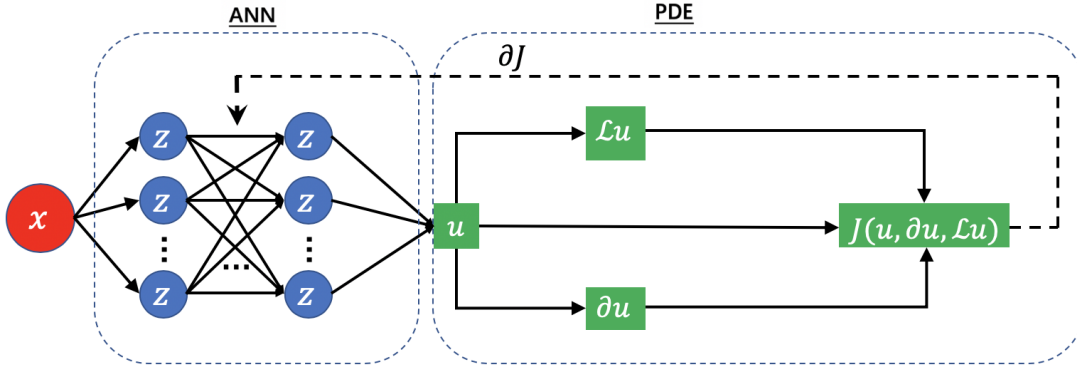 ANN
PDE
∂J
z z
ℒu
x
z z
u
J(u, ∂u, ℒu)
...
z z
∂u